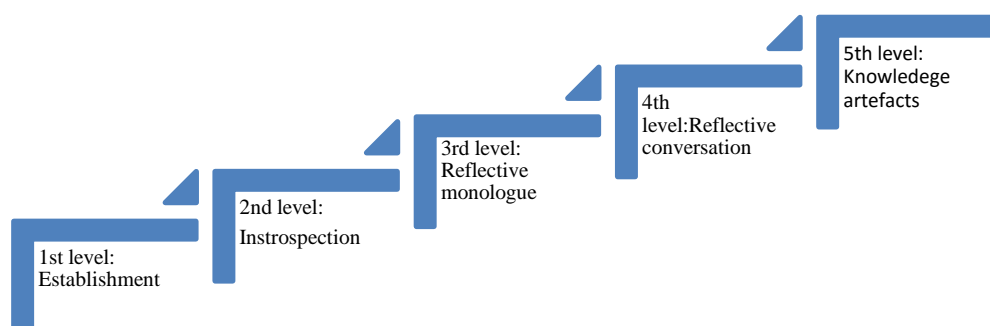 1st level:
Establishment
2nd level:
Instrospection
3rd level:
Reflective
monologue
4th
level:Reflective
conversation
5th level:
Knowledege
artefacts